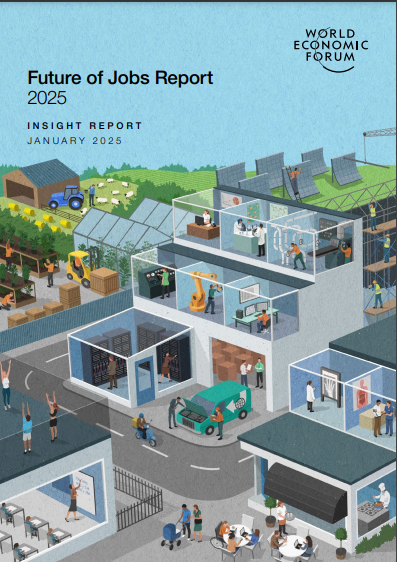 WORLD
ECONOMIC
FORUM
Future of Jobs Report
2025
INSIGHT REPORT
JANUARY 2025